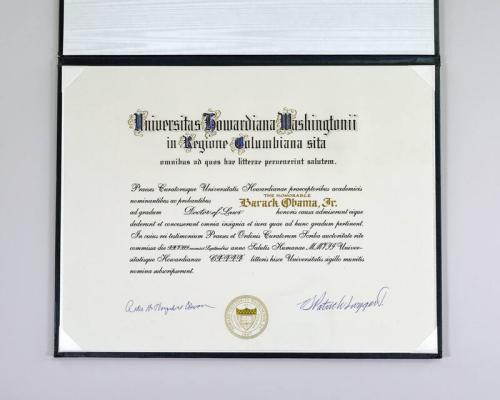 Universitas Howardiana Washingtonii
in Regione Columbiana sita
omnibus ad quos hae litterae pervenerint salutem.
Praeses Curatoresque Universitatis Howardianae praeceptoribus academicis
nominantibus ac probantibus
THE HONORABLE
Barack Obama, Jr.
ad gradum Doctor of Laws honoris causa admiserunt eique
dederunt et concesserunt omnia insignia et iura quae ad hunc gradum pertinent.
In cuius rei testimonium Praeses et Ordinis Curatorum Scriba auctoritate rite
commissa die mensis Septembris anno Salutis Humanae Univer-
sitatisque Howardianae litteris hisce Universitatis sigillo munitis
nomina subscripserunt.